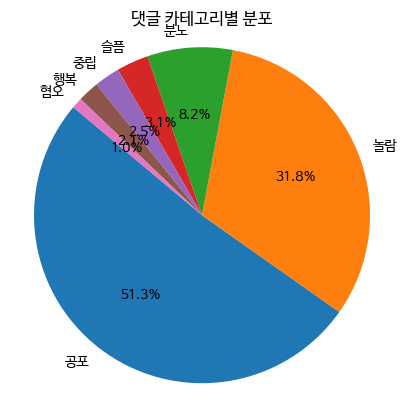 댓글 카테고리별 분포
분노
슬픔
중립
행복
혐오
놀람
공포
8.2%
3.1%
2.5%
2.1%
1.0%
31.8%
51.3%